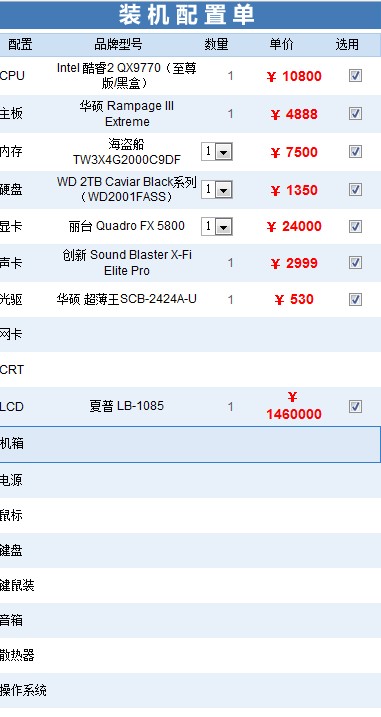 装机配置单
配置 品牌型号 数量 单价 选用
CPU Intel 酷睿2 QX9770（至尊版/黑盒） 1 ￥ 10800
主板 华硕 Rampage III Extreme 1 ￥ 4888
内存 海盗船 TW3X4G2000C9DF 1 ￥ 7500
硬盘 WD 2TB Caviar Black系列（WD2001FASS） 1 ￥ 1350
显卡 丽台 Quadro FX 5800 1 ￥ 24000
声卡 创新 Sound Blaster X-Fi Elite Pro 1 ￥ 2999
光驱 华硕 超薄王SCB-2424A-U 1 ￥ 530
网卡
CRT
LCD 夏普 LB-1085 1 ￥ 1460000
机箱
电源
鼠标
键盘
键鼠装
音箱
散热器
操作系统